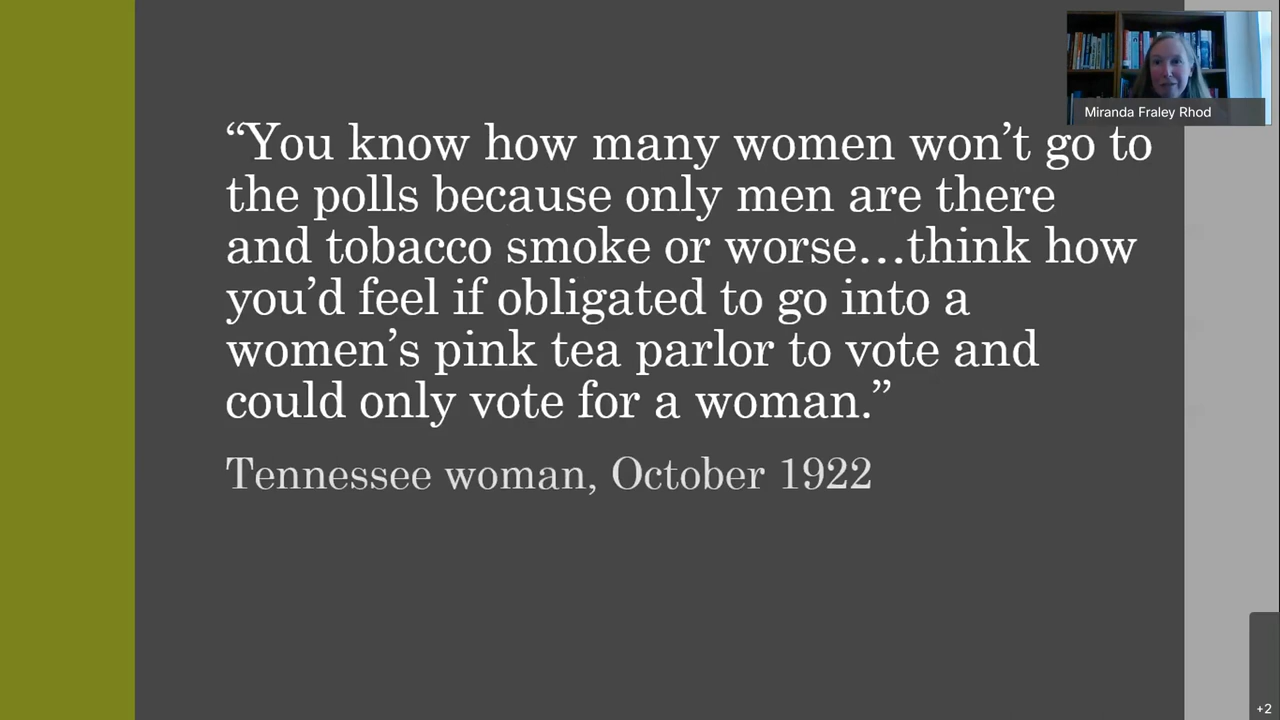 Miranda Fraley Rhod
“You know how many women won’t go to
the polls because only men are there
and tobacco smoke or worse…think how
you’d feel if obligated to go into a
women’s pink tea parlor to vote and
could only vote for a woman.”
Tennessee woman, October 1922
+2